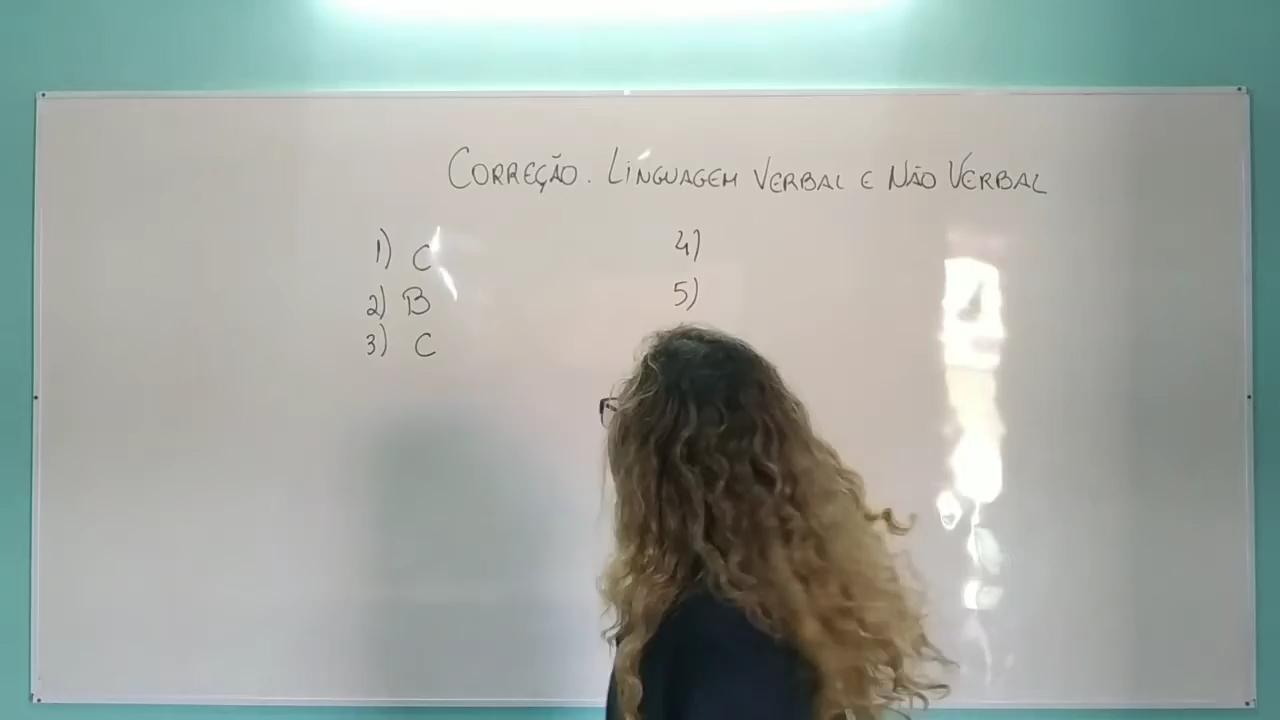 CORREÇÃO. LINGUAGEM VERBAL E NÃO VERBAL
1) C
2) B
3) C
4)
5)